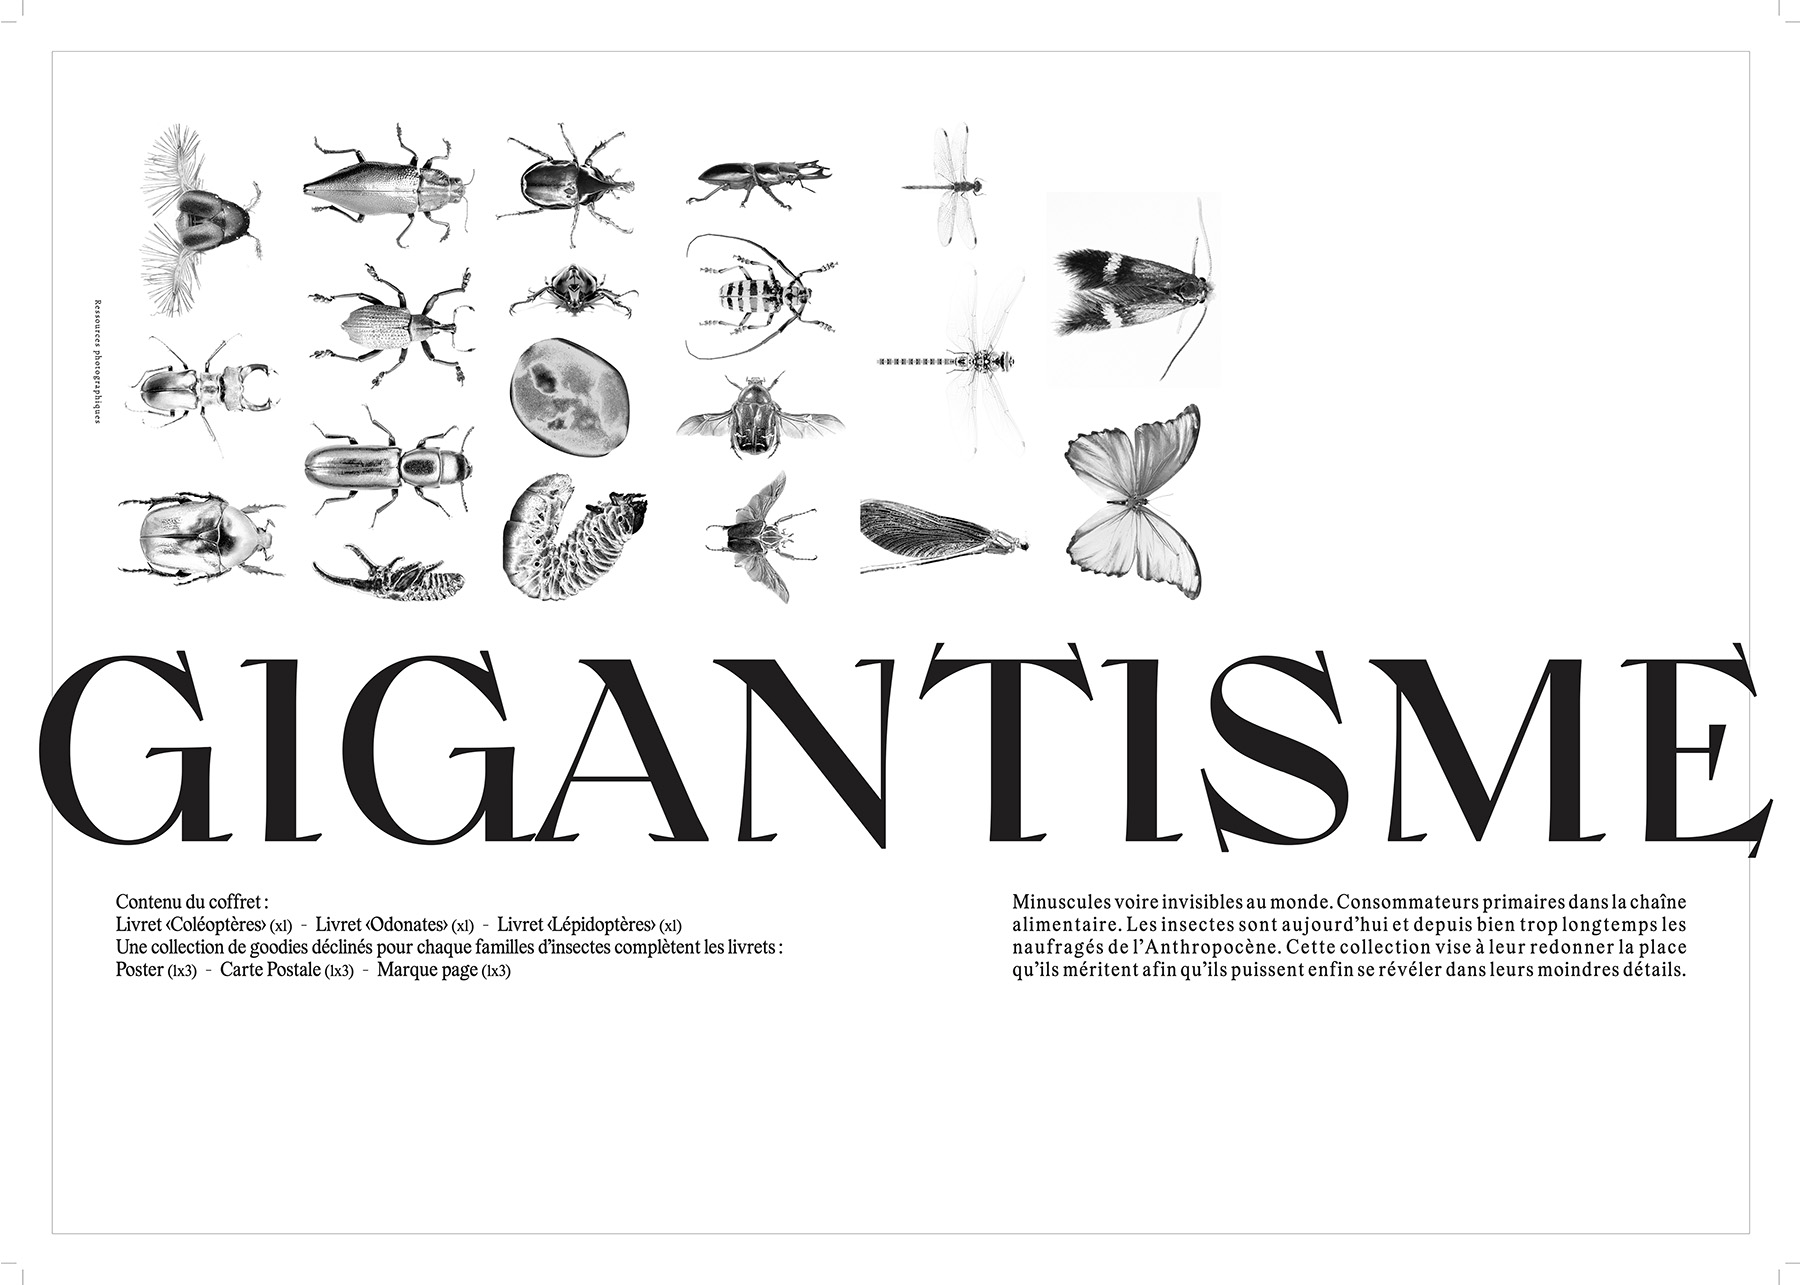 Ressources photographiques
GIGANTISME
Contenu du coffret :
Livret ‹Coléoptères› (x1) - Livret ‹Odonates› (x1) - Livret ‹Lépidoptères› (x1)
Une collection de goodies déclinés pour chaque familles d’insectes complètent les livrets :
Poster (1x3) - Carte Postale (1x3) - Marque page (1x3)
Minuscules voire invisibles au monde. Consommateurs primaires dans la chaîne
alimentaire. Les insectes sont aujourd’hui et depuis bien trop longtemps les
naufragés de l’Anthropocène. Cette collection vise à leur redonner la place
qu’ils méritent afin qu’ils puissent enfin se révéler dans leurs moindres détails.